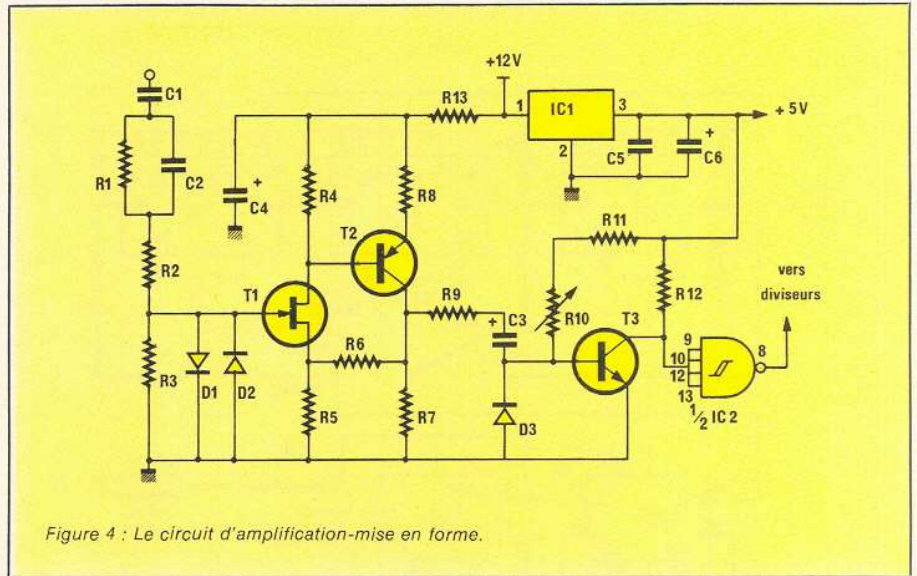 +12V
C1
R13
1
IC1
3
+ 5V
2
C5
+
C6
R1
C2
+
C4
R4
R8
R11
T2
vers
diviseurs
R2
T1
R9
+
C3
R10
R12
T3
9
10
12
13
8
1/2 IC2
R3
D1
D2
R6
R5
R7
D3
Figure 4 : Le circuit d'amplification-mise en forme.